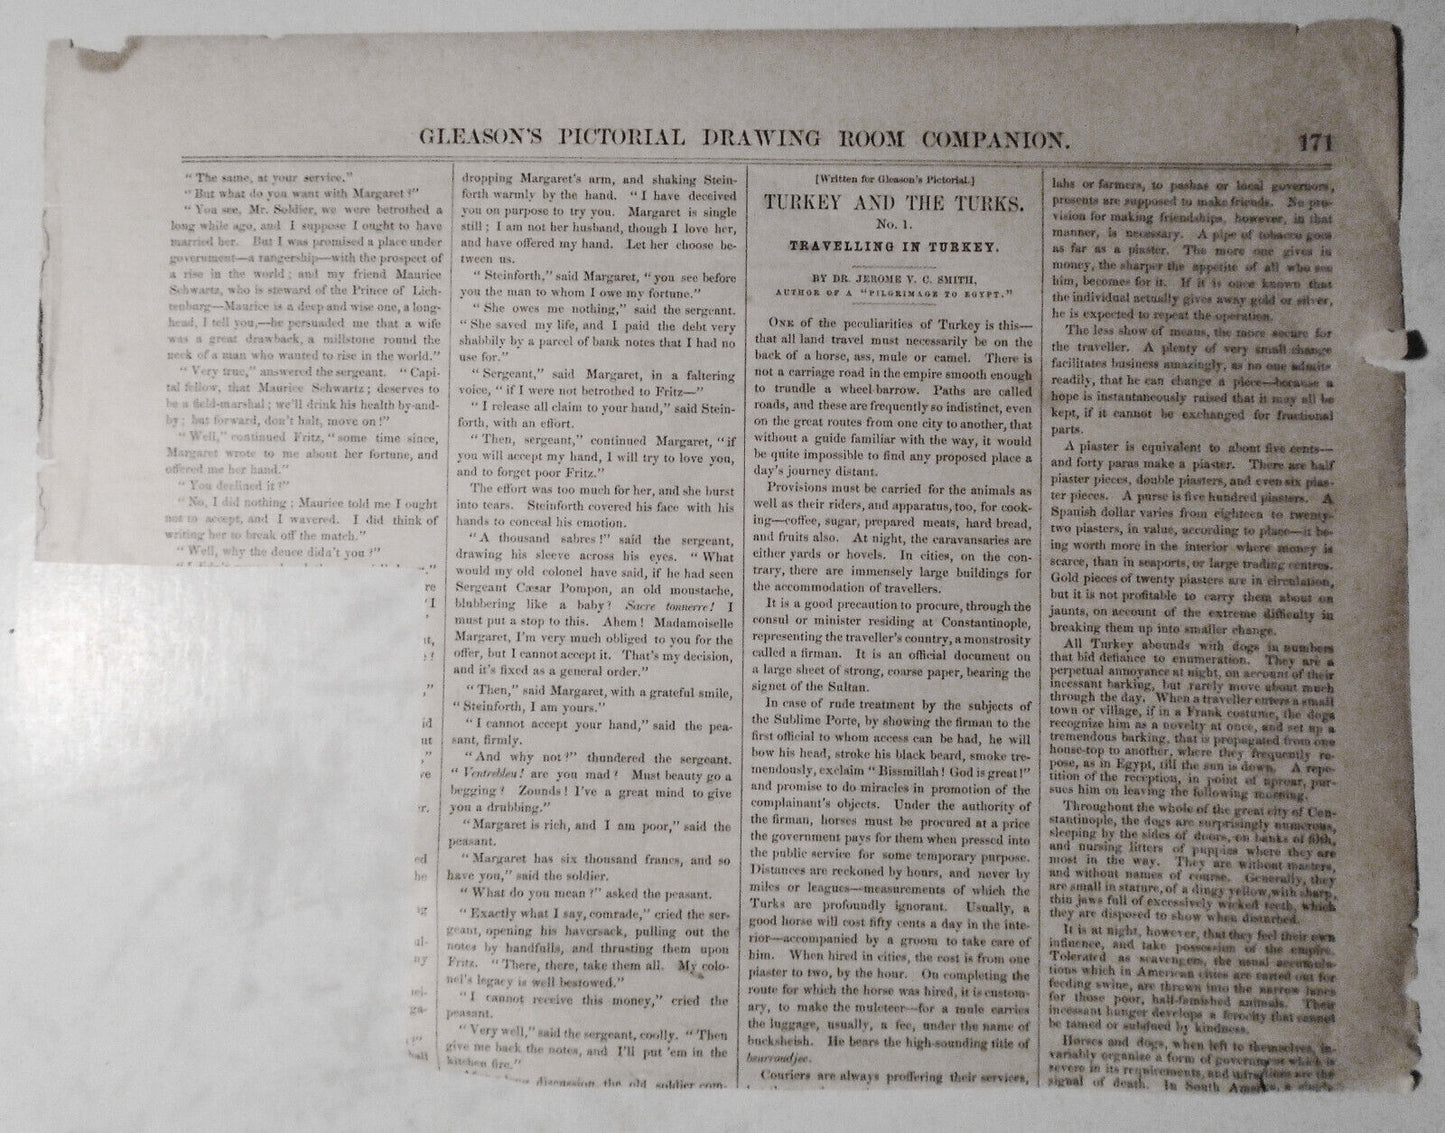 GLEASON'S PICTORIAL DRAWING ROOM COMPANION.
171
"The same, at your service."
"But what do you want with Margaret?"
"You see, Mr. Soldier, we were betrothed a
long while ago, and I suppose I ought to have
married her. But I was promised a place under
government—a rangership—with the prospect of
a rise in the world; and my friend Maurice
Schwartz, who is steward of the Prince of Lich-
tenburg—Maurice is a deep and wise one, a long-
head, I tell you,—he persuaded me that a wife
was a great drawback, a millstone round the
neck of a man who wanted to rise in the world."
"Very true," answered the sergeant. "Capi-
tal fellow, that Maurice Schwartz; deserves to
be a field-marshal; we'll drink his health by-and-
by; but forward, don't halt, move on!"
"Well," continued Fritz, "some time since,
Margaret wrote to me about her fortune, and
offered me her hand."
"You declined it?"
"No, I did nothing; Maurice told me I ought
not to accept, and I wavered. I did think of
writing her to break off the match."
"Well, why the deuce didn't you?"
re
"I
id
ut
ve
er.
ed
he
ig
al-
ny
rei-
ga-
dropping Margaret's arm, and shaking Stein-
forth warmly by the hand. "I have deceived
you on purpose to try you. Margaret is single
still; I am not her husband, though I love her,
and have offered my hand. Let her choose be-
tween us.
"Steinforth," said Margaret, "you see before
you the man to whom I owe my fortune."
"She owes me nothing," said the sergeant.
"She saved my life, and I paid the debt very
shabbily by a parcel of bank notes that I had no
use for."
"Sergeant," said Margaret, in a faltering
voice, "if I were not betrothed to Fritz—"
"I release all claim to your hand," said Stein-
forth, with an effort.
"Then, sergeant," continued Margaret, "if
you will accept my hand, I will try to love you,
and to forget poor Fritz."
The effort was too much for her, and she burst
into tears. Steinforth covered his face with his
hands to conceal his emotion.
"A thousand sabres!" said the sergeant,
drawing his sleeve across his eyes. "What
would my old colonel have said, if he had seen
Sergeant Cæsar Pompon, an old moustache,
blubbering like a baby? Sacre tonnerre! I
must put a stop to this. Ahem! Madamoiselle
Margaret, I'm very much obliged to you for the
offer, but I cannot accept it. That's my decision,
and it's fixed as a general order."
"Then," said Margaret, with a grateful smile,
"Steinforth, I am yours."
"I cannot accept your hand," said the pea-
sant, firmly.
"And why not?" thundered the sergeant.
"Ventrebleu! are you mad? Must beauty go a
begging? Zounds! I've a great mind to give
you a drubbing."
"Margaret is rich, and I am poor," said the
peasant.
"Margaret has six thousand francs, and so
have you," said the soldier.
"What do you mean?" asked the peasant.
"Exactly what I say, comrade," cried the ser-
geant, opening his haversack, pulling out the
notes by handfulls, and thrusting them upon
Fritz. "There, there, take them all. My colo-
nel's legacy is well bestowed."
"I cannot receive this money," cried the
peasant.
"Very well," said the sergeant, coolly. "Then
give me back the notes, and I'll put 'em in the
kitchen fire."
discussion, the old soldier com-
[Written for Gleason's Pictorial.]
TURKEY AND THE TURKS.
No. 1.
TRAVELLING IN TURKEY.
BY DR. JEROME V. C. SMITH,
AUTHOR OF A "PILGRIMAGE TO EGYPT."
ONE of the peculiarities of Turkey is this—
that all land travel must necessarily be on the
back of a horse, ass, mule or camel. There is
not a carriage road in the empire smooth enough
to trundle a wheel-barrow. Paths are called
roads, and these are frequently so indistinct, even
on the great routes from one city to another, that
without a guide familiar with the way, it would
be quite impossible to find any proposed place a
day's journey distant.
Provisions must be carried for the animals as
well as their riders, and apparatus, too, for cook-
ing—coffee, sugar, prepared meats, hard bread,
and fruits also. At night, the caravansaries are
either yards or hovels. In cities, on the con-
trary, there are immensely large buildings for
the accommodation of travellers.
It is a good precaution to procure, through the
consul or minister residing at Constantinople,
representing the traveller's country, a monstrosity
called a firman. It is an official document on
a large sheet of strong, coarse paper, bearing the
signet of the Sultan.
In case of rude treatment by the subjects of
the Sublime Porte, by showing the firman to the
first official to whom access can be had, he will
bow his head, stroke his black beard, smoke tre-
mendously, exclaim "Bissmillah! God is great!"
and promise to do miracles in promotion of the
complainant's objects. Under the authority of
the firman, horses must be procured at a price
the government pays for them when pressed into
the public service for some temporary purpose.
Distances are reckoned by hours, and never by
miles or leagues—measurements of which the
Turks are profoundly ignorant. Usually, a
good horse will cost fifty cents a day in the inte-
rior—accompanied by a groom to take care of
him. When hired in cities, the cost is from one
piaster to two, by the hour. On completing the
route for which the horse was hired, it is custom-
ary, to make the muleteer—for a mule carries
the luggage, usually, a fee, under the name of
bucksheish. He bears the high-sounding title of
beurraudjee.
Couriers are always proffering their services,
lahs or farmers, to pashas or local governors,
presents are supposed to make friends. No pro-
vision for making friendships, however, in that
manner, is necessary. A pipe of tobacco goes
as far as a piaster. The more one gives in
money, the sharper the appetite of all who see
him, becomes for it. If it is once known that
the individual actually gives away gold or silver,
he is expected to repeat the operation.
The less show of means, the more secure for
the traveller. A plenty of very small change
facilitates business amazingly, as no one admits
readily, that he can change a piece—because a
hope is instantaneously raised that it may all be
kept, if it cannot be exchanged for fractional
parts.
A piaster is equivalent to about five cents—
and forty paras make a piaster. There are half
piaster pieces, double piasters, and even six pias-
ter pieces. A purse is five hundred piasters. A
Spanish dollar varies from eighteen to twenty-
two piasters, in value, according to place—it be-
ing worth more in the interior where money is
scarce, than in seaports, or large trading centres.
Gold pieces of twenty piasters are in circulation,
but it is not profitable to carry them about on
jaunts, on account of the extreme difficulty in
breaking them up into smaller change.
All Turkey abounds with dogs in numbers
that bid defiance to enumeration. They are a
perpetual annoyance at night, on account of their
incessant barking, but rarely move about much
through the day. When a traveller enters a small
town or village, if in a Frank costume, the dogs
recognize him as a novelty at once, and set up a
tremendous barking, that is propagated from one
house-top to another, where they frequently re-
pose, as in Egypt, till the sun is down. A repe-
tition of the reception, in point of uproar, pur-
sues him on leaving the following morning.
Throughout the whole of the great city of Con-
stantinople, the dogs are surprisingly numerous,
sleeping by the sides of doors, on banks of filth,
and nursing litters of puppies where they are
most in the way. They are without masters,
and without names of course. Generally, they
are small in stature, of a dingy yellow, with sharp,
thin jaws full of excessively wicked teeth, which
they are disposed to show when disturbed.
It is at night, however, that they feel their own
influence, and take possession of the empire.
Tolerated as scavengers, the usual accumula-
tions which in American cities are carted out for
feeding swine, are thrown into the narrow lanes
for those poor, half-famished animals. Their
incessant hunger develops a ferocity that cannot
be tamed or subdued by kindness.
Horses and dogs, when left to themselves, in-
variably organize a form of government which is
severe in its requirements, and infractions are the
signal of death. In South America, a